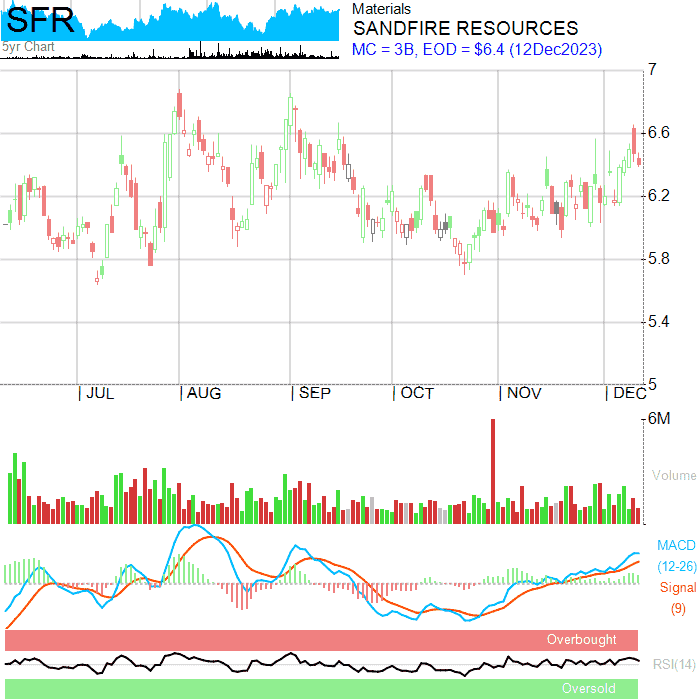 SFR
5yr Chart
Materials
SANDFIRE RESOURCES
MC = 3B, EOD = $6.4 (12Dec2023)
7
6.6
6.2
5.8
5.4
5
JUL
AUG
SEP
OCT
NOV
DEC
6M
Volume
MACD
(12-26)
Signal
(9)
Overbought
RSI(14)
Oversold